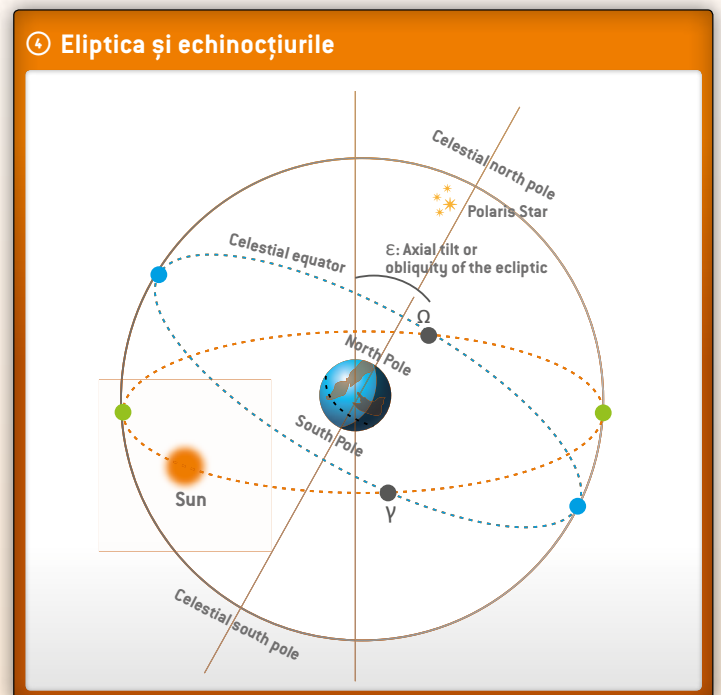 4 Eliptica și echinocțiurile
Celestial north pole
Polaris Star
Celestial equator
Ɛ: Axial tilt or
obliquity of the ecliptic
Ω
North Pole
South Pole
Sun
γ
Celestial south pole